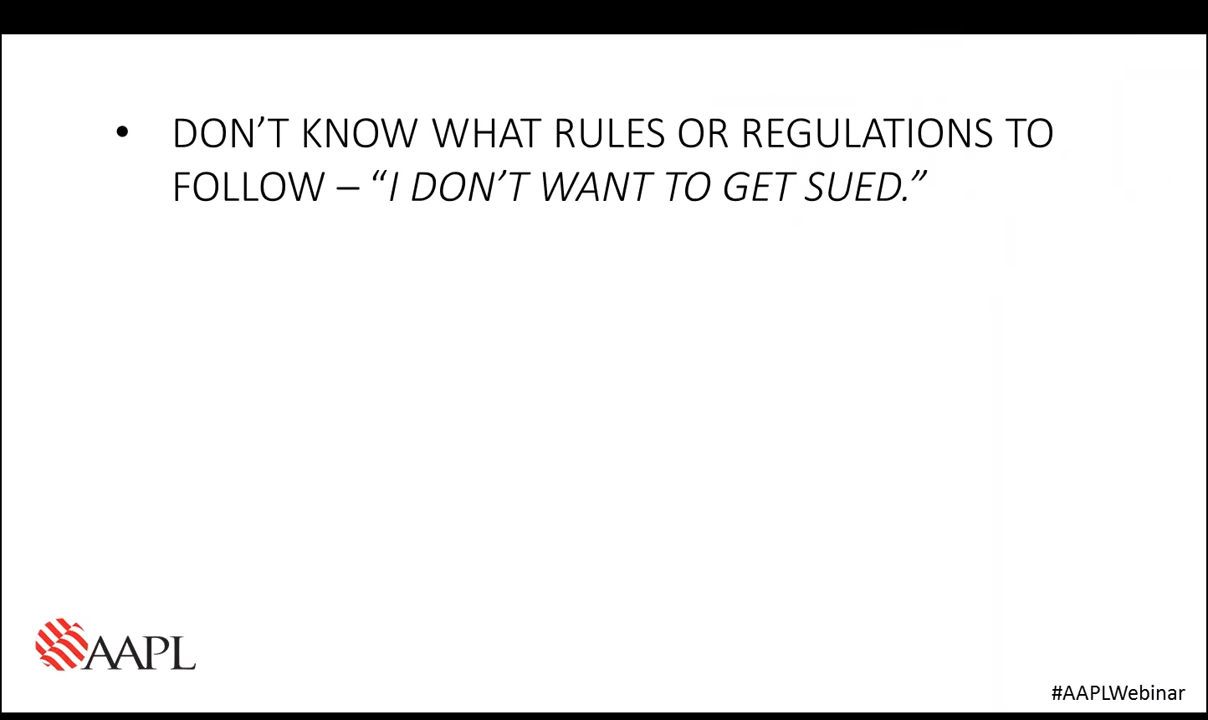 • DON’T KNOW WHAT RULES OR REGULATIONS TO
FOLLOW – “I DON’T WANT TO GET SUED.”
AAPL
#AAPLWebinar